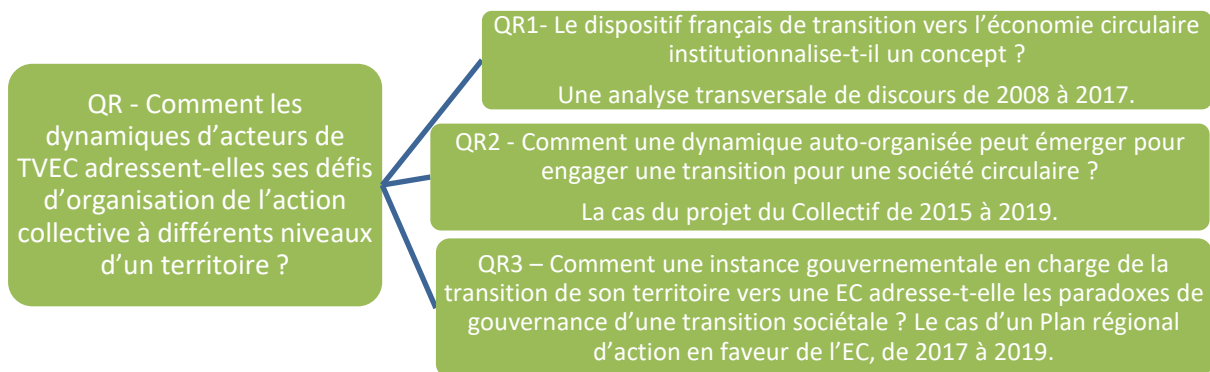 QR - Comment les
dynamiques d’acteurs de
TVEC adressent-elles ses défis
d’organisation de l’action
collective à différents niveaux
d’un territoire ?
QR1- Le dispositif français de transition vers l’économie circulaire
institutionnalise-t-il un concept ?
Une analyse transversale de discours de 2008 à 2017.
QR2 - Comment une dynamique auto-organisée peut émerger pour
engager une transition pour une société circulaire ?
La cas du projet du Collectif de 2015 à 2019.
QR3 – Comment une instance gouvernementale en charge de la
transition de son territoire vers une EC adresse-t-elle les paradoxes de
gouvernance d’une transition sociétale ? Le cas d’un Plan régional
d’action en faveur de l’EC, de 2017 à 2019.